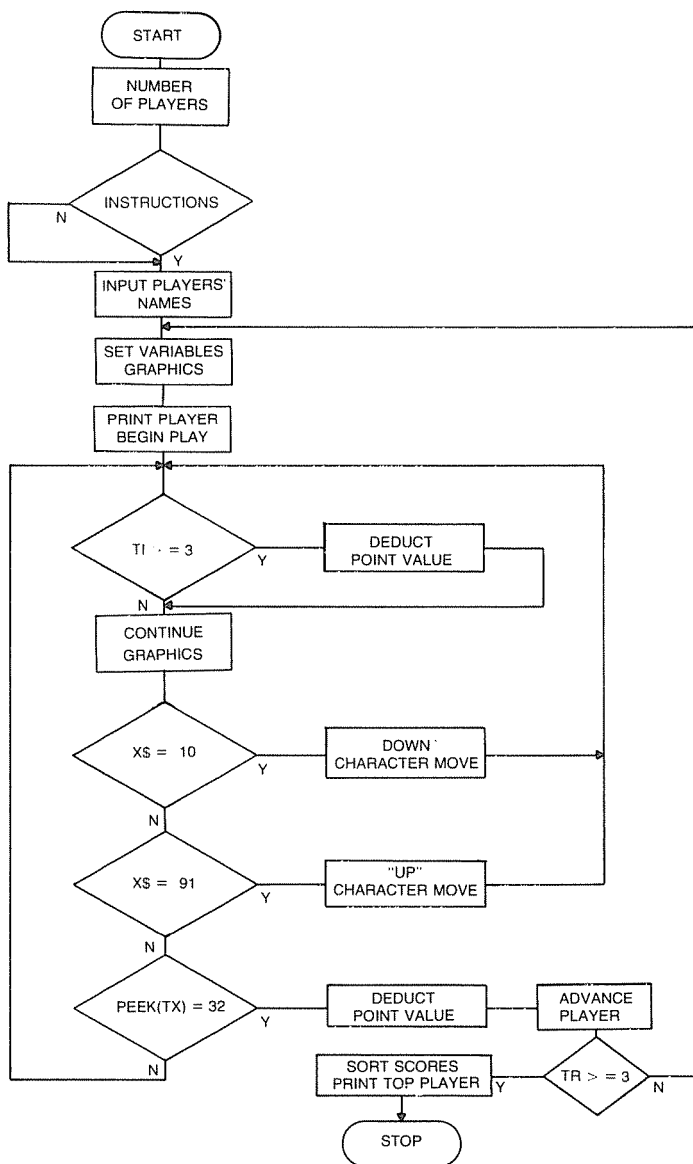 START
NUMBER
OF PLAYERS
INSTRUCTIONS
N
Y
INPUT PLAYERS'
NAMES
SET VARIABLES
GRAPHICS
PRINT PLAYER
BEGIN PLAY
TI = 3
Y
DEDUCT
POINT VALUE
N
CONTINUE
GRAPHICS
X$ = 10
Y
DOWN
CHARACTER MOVE
N
X$ = 91
Y
"UP"
CHARACTER MOVE
N
PEEK(TX) = 32
Y
DEDUCT
POINT VALUE
ADVANCE
PLAYER
N
SORT SCORES
PRINT TOP PLAYER
Y
TR > = 3
N
STOP